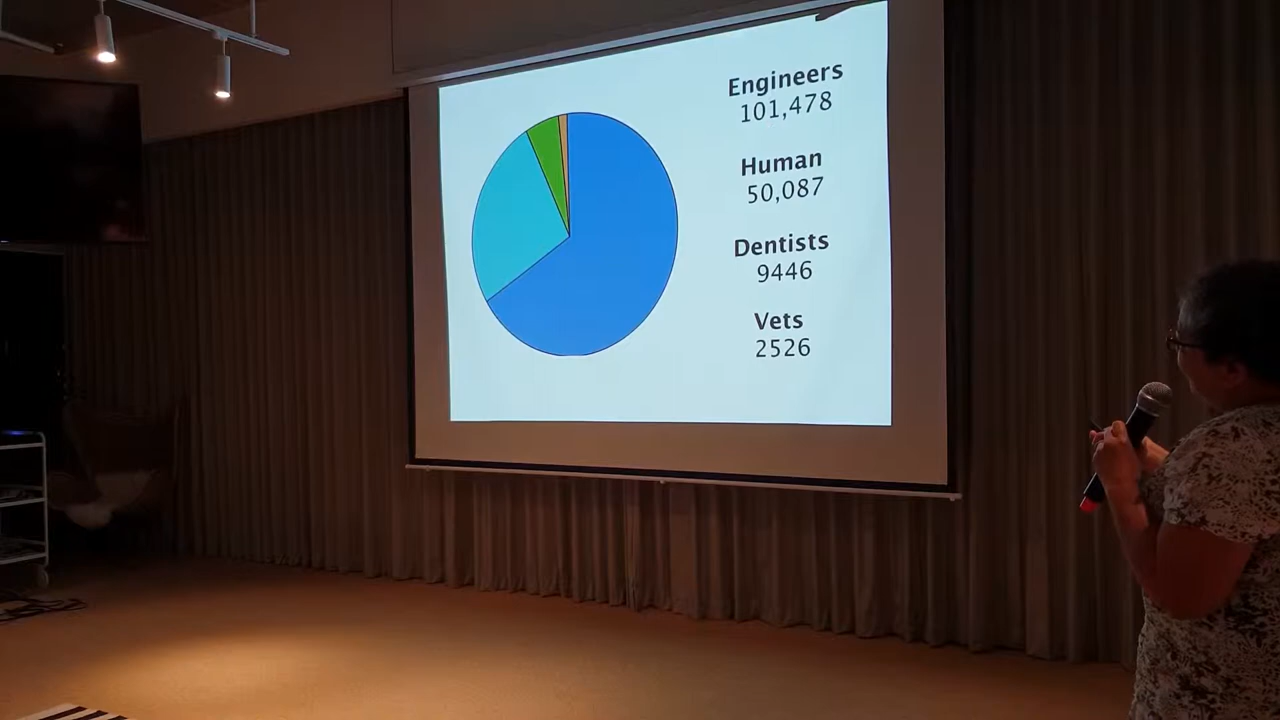 Engineers
101,478
Human
50,087
Dentists
9446
Vets
2526